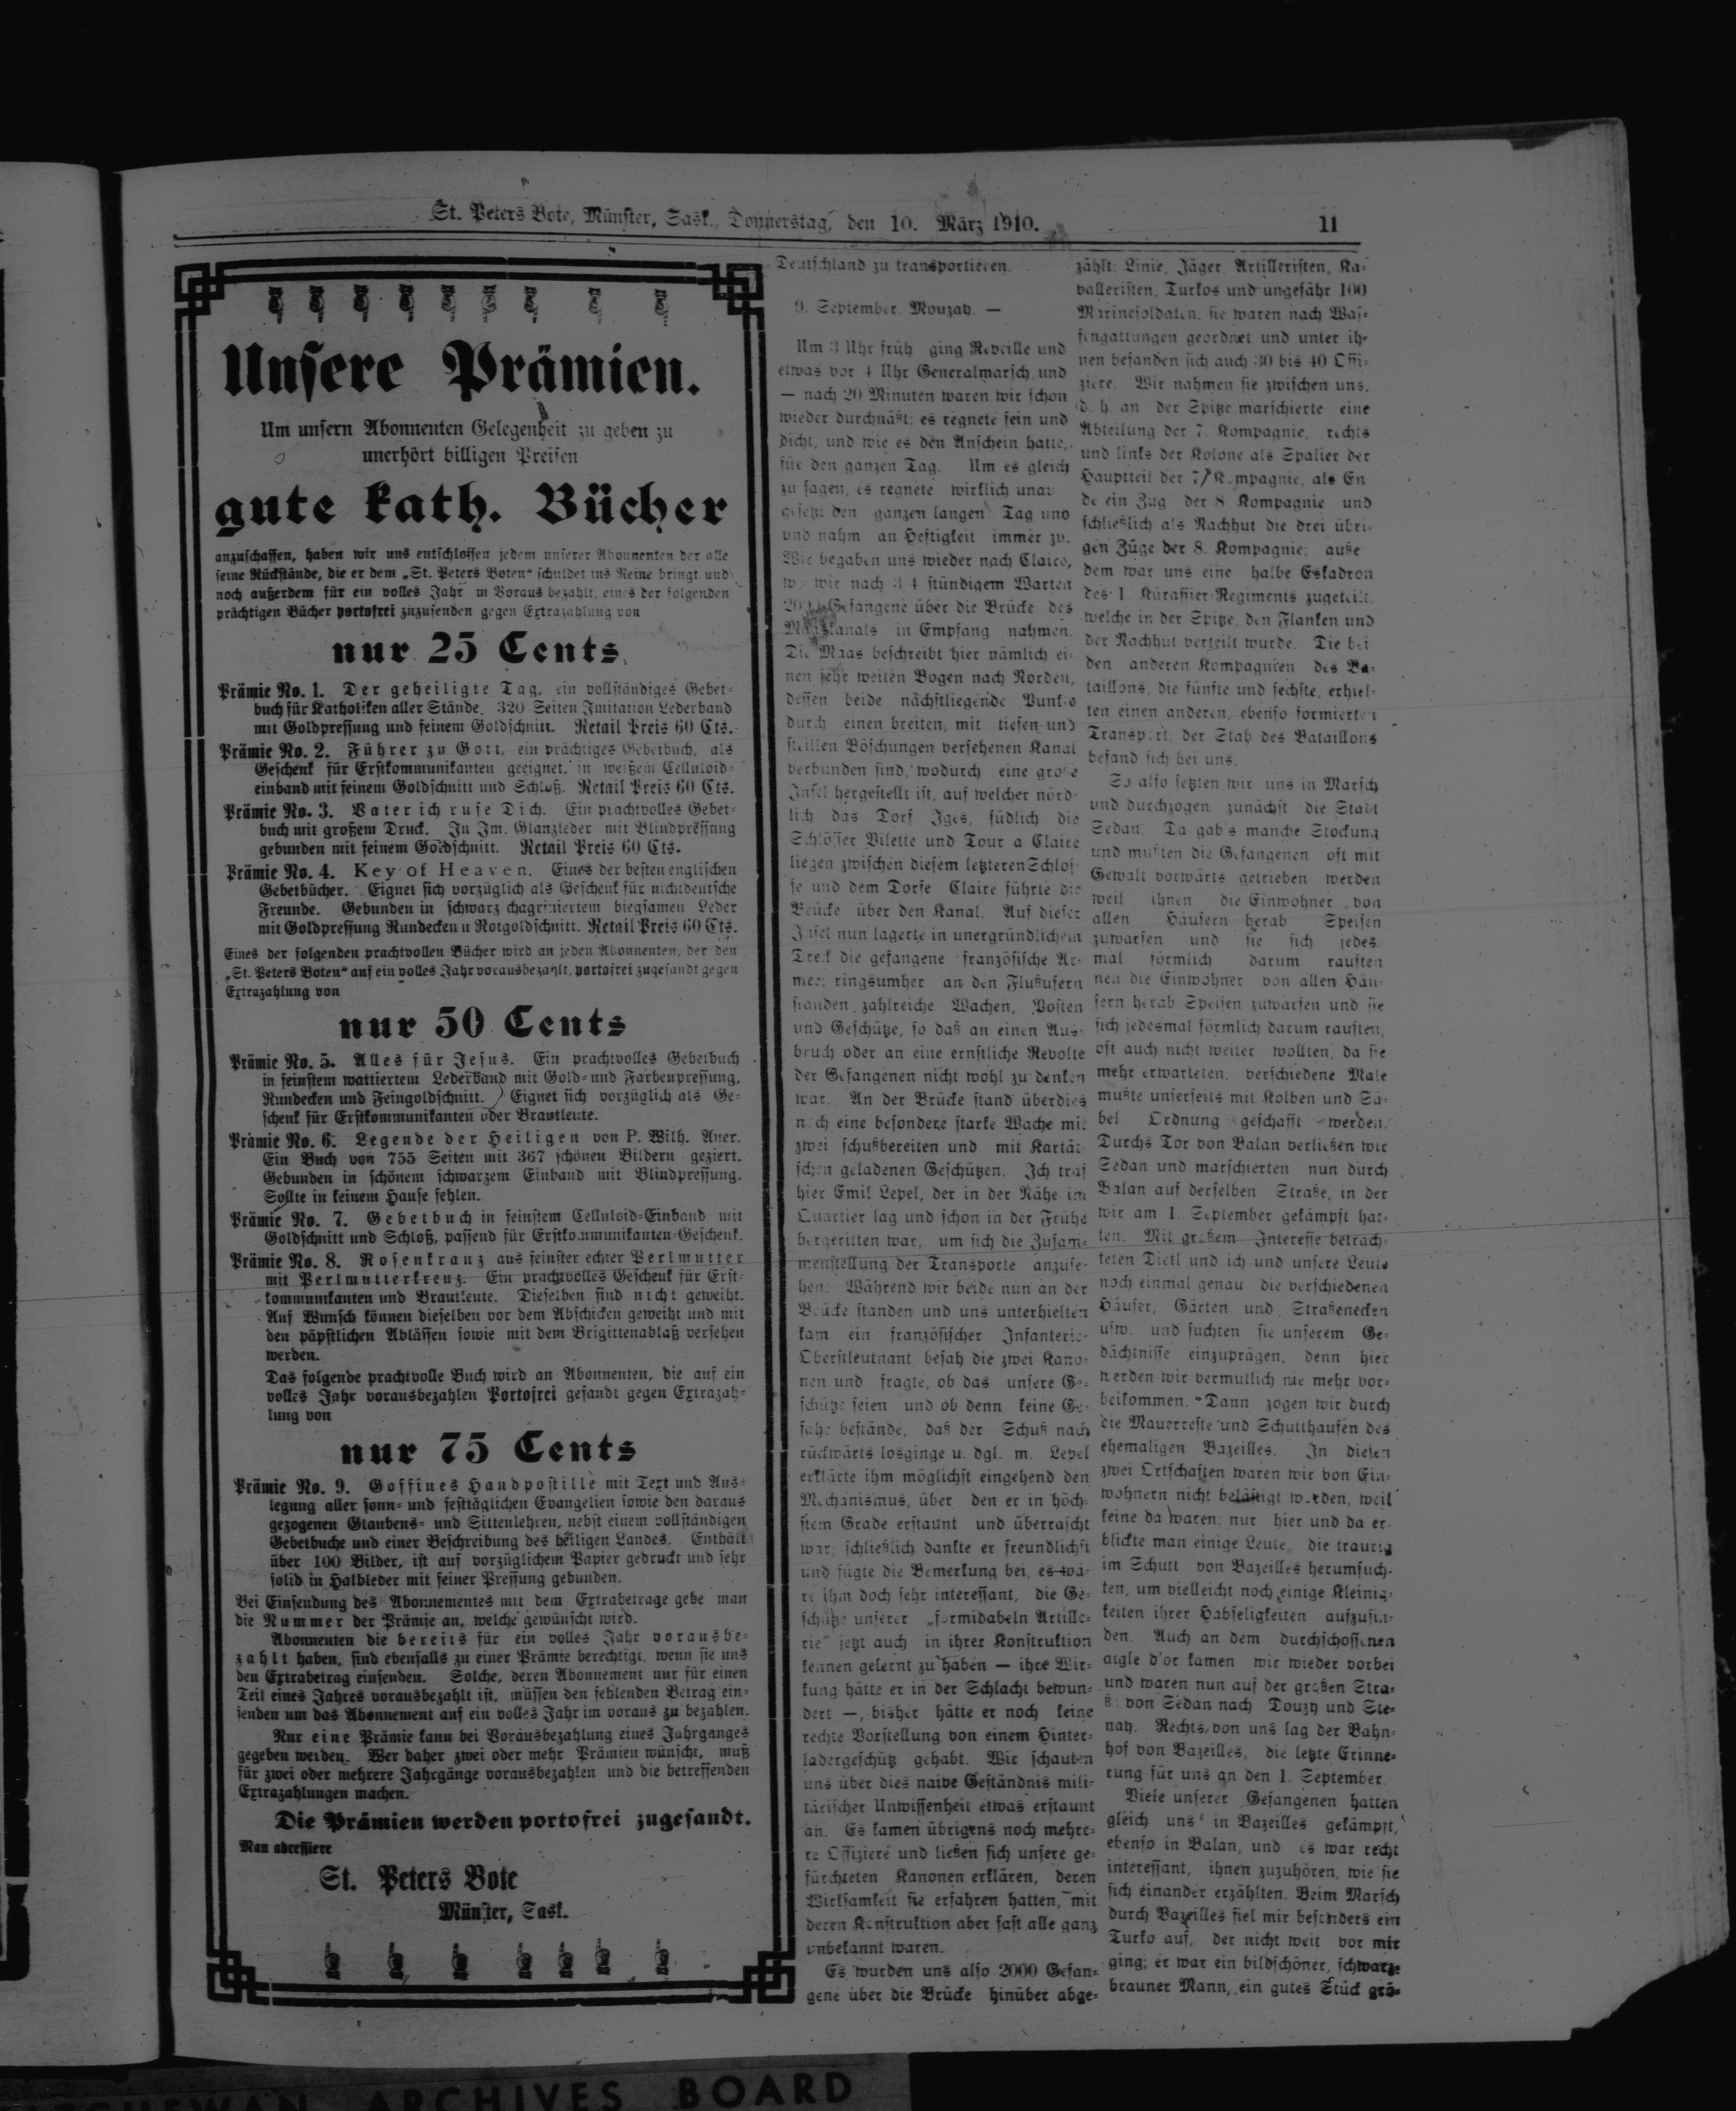 St. Peters Bote, Münster, Sask., Donnerstag, den 10. März 1910.
11
Unsere Prämien.
Um unsern Abonnenten Gelegenheit zu geben zu
unerhört billigen Preisen
gute kath. Bücher
anzuschaffen, haben wir uns entschlossen jedem unserer Abonnenten der alle
seine Rückstände, die er dem „St. Peters Boten“ schuldet ins Reine bringt und
noch außerdem für ein volles Jahr im Voraus bezahlt, eines der folgenden
prächtigen Bücher portofrei zuzusenden gegen Extrazahlung von
nur 25 Cents.
Prämie No. 1. Der geheiligte Tag, ein vollständiges Gebet-
buch für Katholiken aller Stände. 320 Seiten Imitation Lederband
mit Goldpressung und feinem Goldschnitt. Retail Preis 60 Cts.
Prämie No. 2. Führer zu Gott, ein prächtiges Gebetbuch, als
Geschenk für Erstkommunikanten geeignet, in weißem Celluloid-
einband mit feinem Goldschnitt und Schloß. Retail Preis 60 Cts.
Prämie No. 3. Vater ich rufe Dich. Ein prachtvolles Gebet-
buch mit großem Druck. In Im. Glanzleder mit Blindpressung
gebunden mit feinem Goldschnitt. Retail Preis 60 Cts.
Prämie No. 4. Key of Heaven. Eines der besten englischen
Gebetbücher. Eignet sich vorzüglich als Geschenk für nichtdeutsche
Freunde. Gebunden in schwarz chagriniertem biegsamen Leder
mit Goldpressung Rundecken u Rotgoldschnitt. Retail Preis 60 Cts.
Eines der folgenden prachtvollen Bücher wird an jeden Abonnenten, der den
„St. Peters Boten“ auf ein volles Jahr vorausbezahlt, portofrei zugesandt gegen
Extrazahlung von
nur 50 Cents
Prämie No. 5. Alles für Jesus. Ein prachtvolles Gebetbuch
in feinstem wattiertem Lederband mit Gold- und Farbenpressung,
Rundecken und Feingoldschnitt. Eignet sich vorzüglich als Ge-
schenk für Erstkommunikanten oder Brautleute.
Prämie No. 6. Legende der Heiligen von P. Wilh. Auer.
Ein Buch von 755 Seiten mit 367 schönen Bildern geziert.
Gebunden in schönem schwarzem Einband mit Blindpressung.
Sollte in keinem Hause fehlen.
Prämie No. 7. Gebetbuch in feinstem Celluloid-Einband mit
Goldschnitt und Schloß, passend für Erstkommunikanten-Geschenk.
Prämie No. 8. Rosenkranz aus feinster echter Perlmutter
mit Perlmutterkreuz. Ein prachtvolles Geschenk für Erst-
kommunikanten und Brautleute. Dieselben sind nicht geweiht.
Auf Wunsch können dieselben vor dem Abschicken geweiht und mit
den päpstlichen Ablässen sowie mit dem Brigittenablaß versehen
werden.
Das folgende prachtvolle Buch wird an Abonnenten, die auf ein
volles Jahr vorausbezahlen Portofrei gesandt gegen Extrazah-
lung von
nur 75 Cents
Prämie No. 9. Goffines Handpostille mit Text und Aus-
legung aller sonn- und festtäglichen Evangelien sowie den daraus
gezogenen Glaubens- und Sittenlehren, nebst einem vollständigen
Gebetbuche und einer Beschreibung des heiligen Landes. Enthält
über 100 Bilder, ist auf vorzüglichem Papier gedruckt und sehr
solid in Halbleder mit feiner Pressung gebunden.
Bei Einsendung des Abonnementes mit dem Extrabetrage gebe man
die Nummer der Prämie an, welche gewünscht wird.
Abonnenten die bereits für ein volles Jahr vorausbe-
zahlt haben, sind ebenfalls zu einer Prämie berechtigt, wenn sie uns
den Extrabetrag einsenden. Solche, deren Abonnement nur für einen
Teil eines Jahres vorausbezahlt ist, müssen den fehlenden Betrag ein-
senden um das Abonnement auf ein volles Jahr im voraus zu bezahlen.
Nur eine Prämie kann bei Vorausbezahlung eines Jahrganges
gegeben werden. Wer daher zwei oder mehr Prämien wünscht, muß
für zwei oder mehrere Jahrgänge vorausbezahlen und die betreffenden
Extrazahlungen machen.
Die Prämien werden portofrei zugesandt.
Man adressiere
St. Peters Bote
Münster, Sask.
Deutschland zu transportieren.
9. September. Mouzay. —
Um 3 Uhr früh ging Reveille und
etwas vor 4 Uhr Generalmarsch und
— nach 20 Minuten waren wir schon
wieder durchnäßt; es regnete fein und
dicht, und wie es den Anschein hatte,
für den ganzen Tag. Um es gleich
zu sagen, es regnete wirklich unau
gesetzt den ganzen langen Tag und
und nahm an Heftigkeit immer zu.
Wir begaben uns wieder nach Claire,
wo wir nach 3 4 stündigem Warten
2000 Gefangene über die Brücke des
Maaskanals in Empfang nahmen.
Die Maas beschreibt hier nämlich ei-
nen sehr weiten Bogen nach Norden,
dessen beide nächstliegende Punkte
durch einen breiten, mit tiefen und
steillen Böschungen versehenen Kanal
verbunden sind, wodurch eine große
Insel hergestellt ist, auf welcher nörd-
lich das Dorf Iges, südlich die
Schlösser Vilette und Tour a Claire
liegen zwischen diesem letzteren Schlos-
se und dem Dorfe Claire führte die
Brücke über den Kanal. Auf dieser
Insel nun lagerte in unergründlichem
Dreck die gefangene französische Ar-
mee; ringsumher an den Flußufern
standen zahlreiche Wachen, Posten
und Geschütze, so daß an einen Aus-
bruch oder an eine ernstliche Revolte
der Gefangenen nicht wohl zu denken
war. An der Brücke stand überdies
noch eine besondere starke Wache mit
zwei schußbereiten und mit Kartät-
schen geladenen Geschützen. Ich traf
hier Emil Lepel, der in der Nähe im
Quartier lag und schon in der Frühe
hergeritten war, um sich die Zusam-
menstellung der Transporte anzuse-
hen. Während wir beide nun an der
Brücke standen und uns unterhielten
kam ein französischer Infanterie-
Oberstleutnant, besah die zwei Kano-
nen und fragte, ob das unsere Ge-
schütze seien und ob denn keine Ge-
fahr bestände, daß der Schuß nach
rückwärts losginge u. dgl. m. Lepel
erklärte ihm möglichst eingehend den
Mechanismus, über den er in höch-
stem Grade erstaunt und überrascht
war; schließlich dankte er freundlichst
und fügte die Bemerkung bei, es wä-
re ihm doch sehr interessant, die Ge-
schütze unserer „formidabeln Artille-
rie“ jetzt auch in ihrer Konstruktion
kennen gelernt zu haben — ihre Wir-
kung hätte er in der Schlacht bewun-
dert —, bisher hätte er noch keine
rechte Vorstellung von einem Hinter-
ladergeschütz gehabt. Wir schauten
uns über dies naive Geständnis mili-
tärischer Unwissenheit etwas erstaunt
an. Es kamen übrigens noch mehre-
re Offiziere und ließen sich unsere ge-
fürchteten Kanonen erklären, deren
Wirksamkeit sie erfahren hatten, mit
deren Konstruktion aber fast alle ganz
unbekannt waren.
Es wurden uns also 2000 Gefan-
gene über die Brücke hinüber abge-
zählt: Linie, Jäger, Artilleristen, Ka-
valleristen, Turkos und ungefähr 100
Marinesoldaten; sie waren nach Waf-
fengattungen geordnet und unter ih-
nen befanden sich auch 30 bis 40 Offi-
ziere. Wir nahmen sie zwischen uns,
d. h. an der Spitze marschierte eine
Abteilung der 7. Kompagnie, rechts
und links der Kolone als Spalier der
Hauptteil der 7. Kompagnie, als En
de ein Zug der 8 Kompagnie und
schließlich als Nachhut die drei übri-
gen Züge der 8. Kompagnie; auße
dem war uns eine halbe Eskadron
des 1. Kürassier-Regiments zugeteilt,
welche in der Spitze, den Flanken und
der Nachhut verteilt wurde. Die bei
den anderen Kompagnien des Ba-
taillons, die fünfte und sechste, erhiel-
ten einen anderen, ebenso formierten
Transport; der Stab des Bataillons
befand sich bei uns.
So also setzten wir uns in Marsch
und durchzogen zunächst die Stadt
Sedan. Da gab's manche Stockung
und mußten die Gefangenen oft mit
Gewalt vorwärts getrieben werden
weil ihnen die Einwohner von
allen Häusern herab Speisen
zuwarfen und sie sich jedes
mal förmlich darum rauften
nen die Einwohner von allen Häu-
sern herab Speisen zuwarfen und sie
sich jedesmal förmlich darum rauften,
oft auch nicht weiter wollten, da sie
mehr erwarteten; verschiedene Male
mußte unserseits mit Kolben und Sä-
bel Ordnung geschafft werden.
Durchs Tor von Balan verließen wir
Sedan und marschierten nun durch
Balan auf derselben Straße, in der
wir am 1. September gekämpft hat-
ten. Mit großem Interesse betrach-
teten Dietl und ich und unsere Leute
noch einmal genau die verschiedenen
Häuser, Gärten und Straßenecken
usw. und suchten sie unserem Ge-
dächtnisse einzuprägen, denn hier
werden wir vermutlich nie mehr vor-
beikommen. Dann zogen wir durch
die Mauerreste und Schutthaufen des
ehemaligen Bazeilles. In diesen
zwei Ortschaften waren wir von Ein-
wohnern nicht belästigt worden, weil
keine da waren; nur hier und da er-
blickte man einige Leute, die traurig
im Schutt von Bazeilles herumsuch-
ten, um vielleicht noch einige Kleinig-
keiten ihrer Habseligkeiten aufzufin-
den. Auch an dem durchschossenen
aigle d'or kamen wir wieder vorbei
und waren nun auf der großen Stra-
ße von Sedan nach Douzy und Ste-
nay. Rechts von uns lag der Bahn-
hof von Bazeilles, die letzte Erinne-
rung für uns an den 1. September.
Viele unserer Gefangenen hatten
gleich uns in Bazeilles gekämpft,
ebenso in Balan, und es war recht
interessant, ihnen zuzuhören, wie sie
sich einander erzählten. Beim Marsch
durch Bazeilles fiel mir besonders ein
Turko auf, der nicht weit vor mir
ging; er war ein bildschöner, schwarz-
brauner Mann, ein gutes Stück grö-
ARCHIVES BOARD